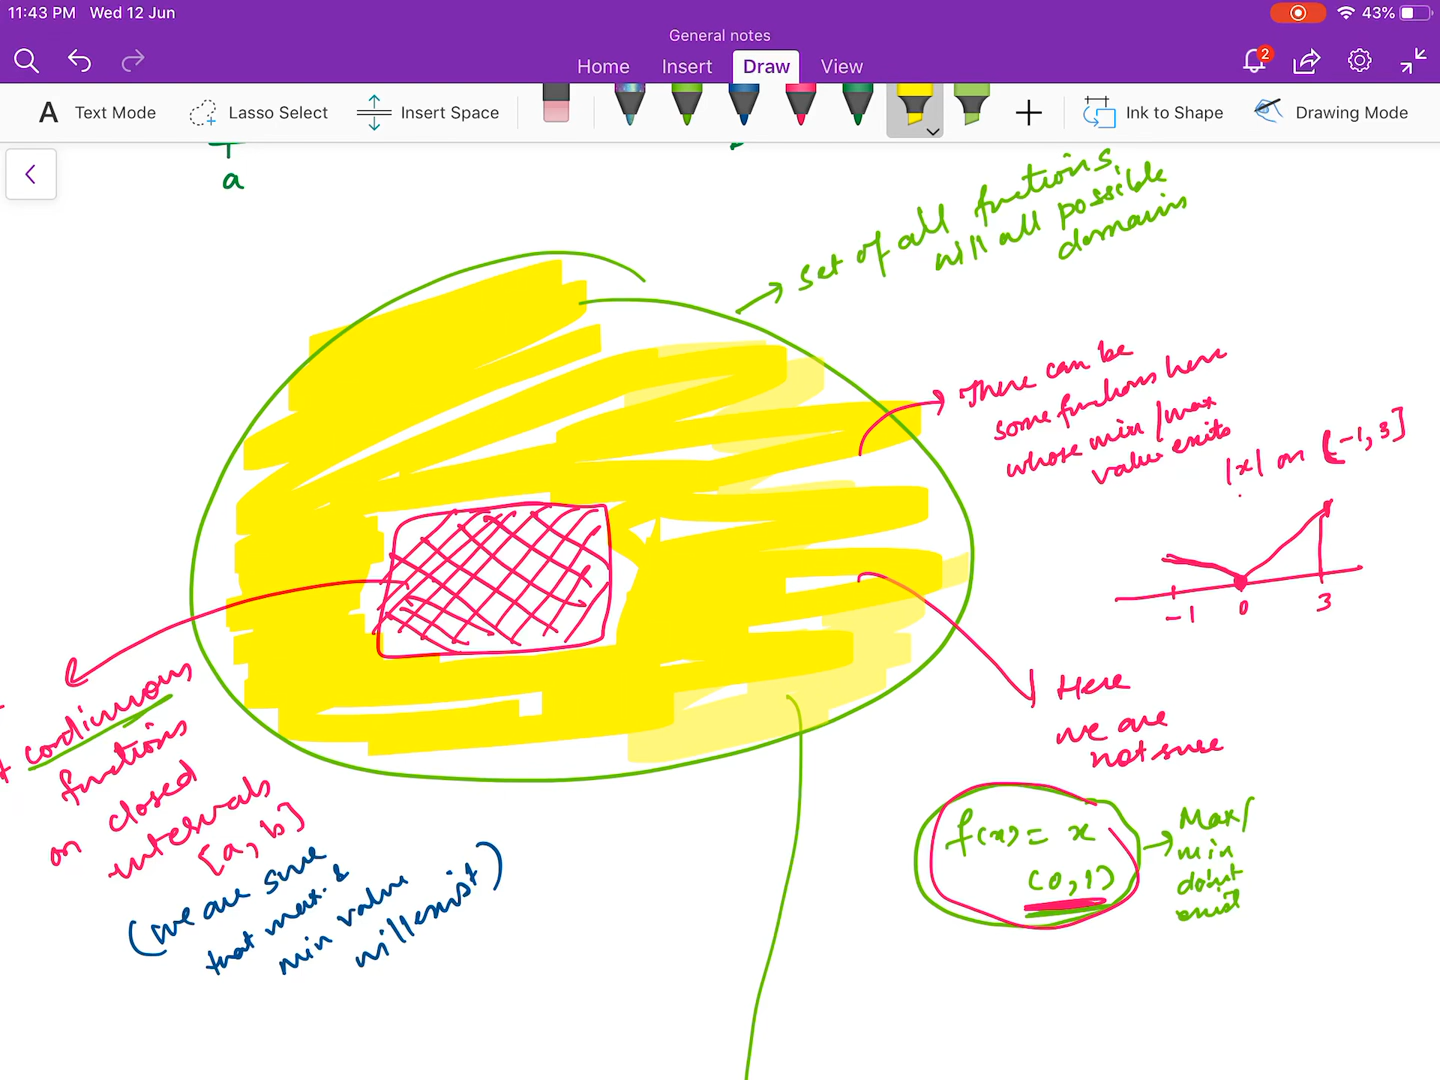 11:43 PM Wed 12 Jun
43%
General notes
Home Insert Draw View
2
A Text Mode Lasso Select Insert Space Ink to Shape Drawing Mode
a
set of all functions,
will all possible
domains
There can be
some functions here
whose min/max
value exits
|x| on (-1, 3]
-1 0 3
continuous
functions
on closed
intervals
[a, b]
(we are sure
that max. &
min value
will exist)
Here
we are
not sure
f(x) = x
(0, 1)
Max/
min
don't
exist